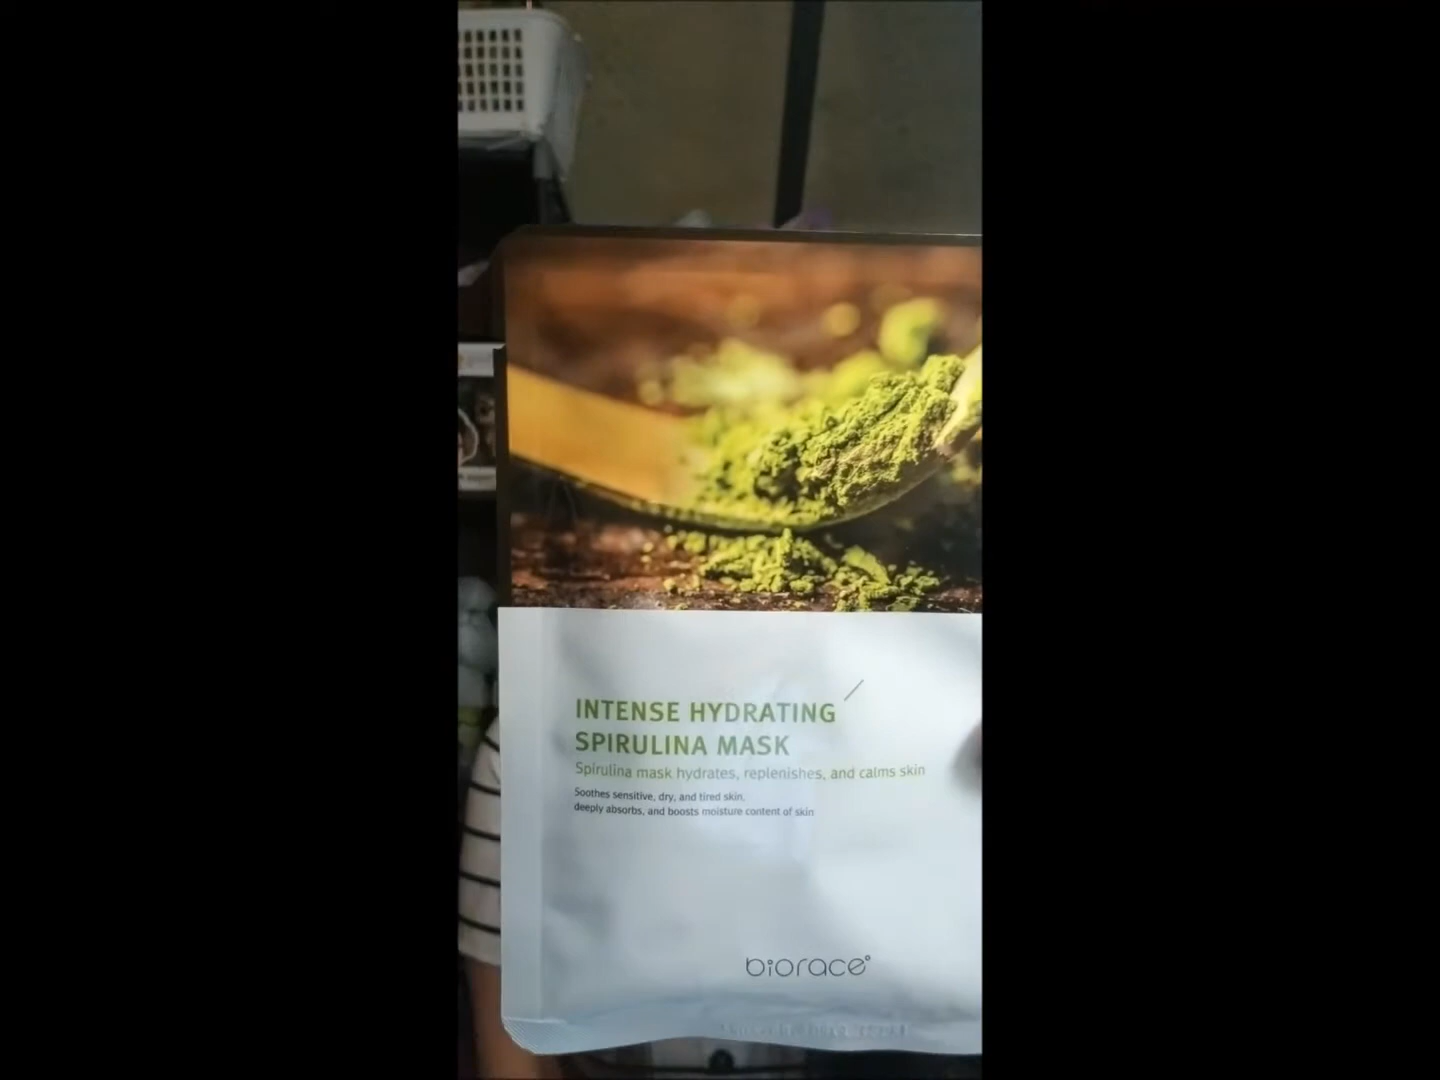 INTENSE HYDRATING
SPIRULINA MASK
Spirulina mask hydrates, replenishes, and calms skin
Soothes sensitive, dry, and tired skin,
deeply absorbs, and boosts moisture content of skin
biorace